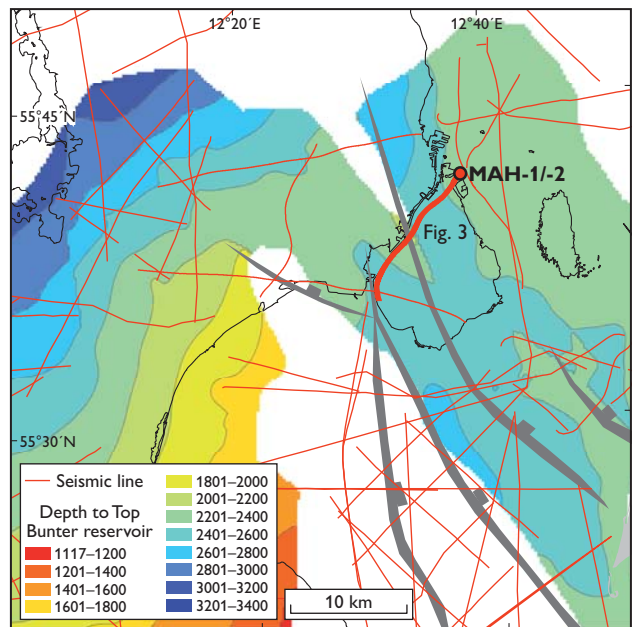 12°20´E
12°40´E
55°45´N
MAH-1/-2
Fig. 3
55°30´N
Seismic line
Depth to Top
Bunter reservoir
1117–1200
1201–1400
1401–1600
1601–1800
1801–2000
2001–2200
2201–2400
2401–2600
2601–2800
2801–3000
3001–3200
3201–3400
10 km